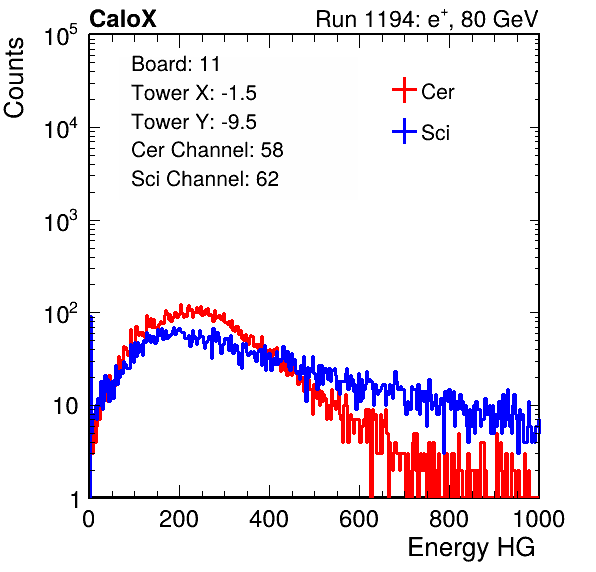 CaloX Run 1194: e⁺, 80 GeV
Counts
Board: 11
Tower X: -1.5
Tower Y: -9.5
Cer Channel: 58
Sci Channel: 62
Cer
Sci
10⁵
10⁴
10³
10²
10
1
0 200 400 600 800 1000
Energy HG